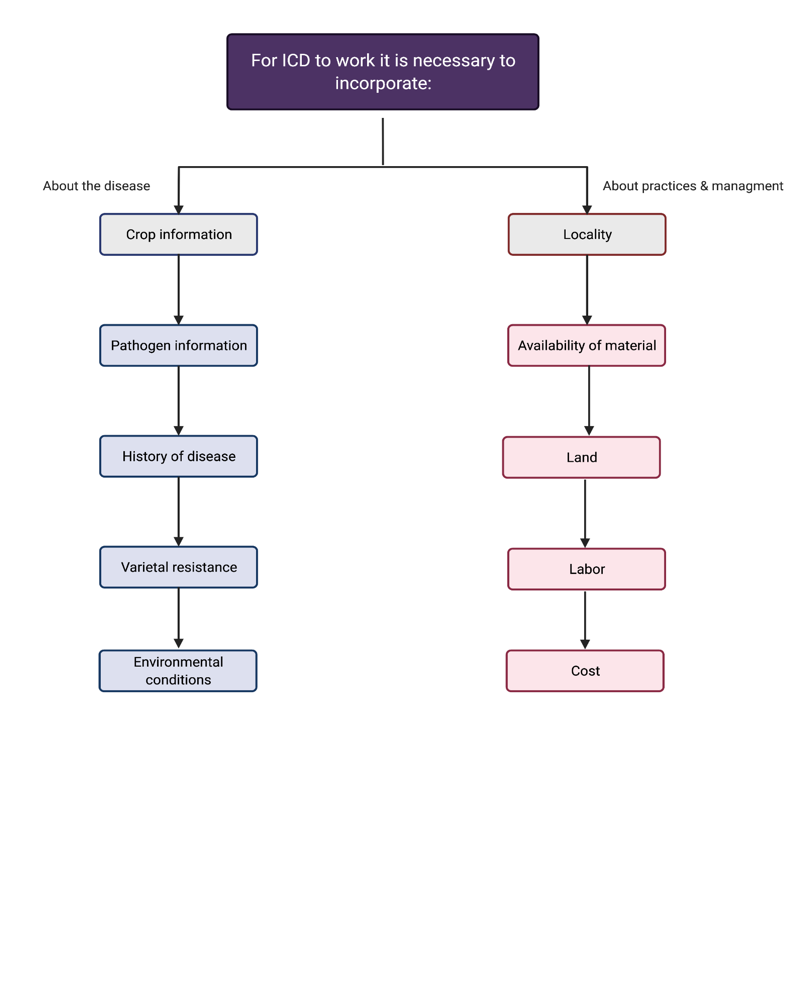 For ICD to work it is necessary to
incorporate:
About the disease
About practices & managment
Crop information
Locality
Pathogen information
Availability of material
History of disease
Land
Varietal resistance
Labor
Environmental
conditions
Cost